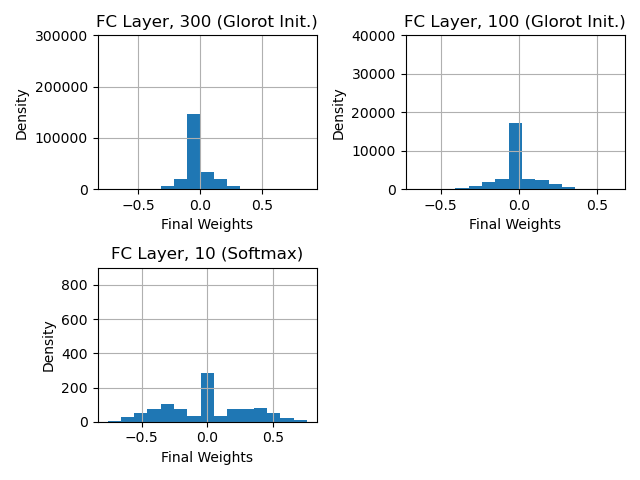 FC Layer, 300 (Glorot Init.)
300000
200000
100000
0
Density
−0.5 0.0 0.5
Final Weights
FC Layer, 100 (Glorot Init.)
40000
30000
20000
10000
0
Density
−0.5 0.0 0.5
Final Weights
FC Layer, 10 (Softmax)
800
600
400
200
0
Density
−0.5 0.0 0.5
Final Weights